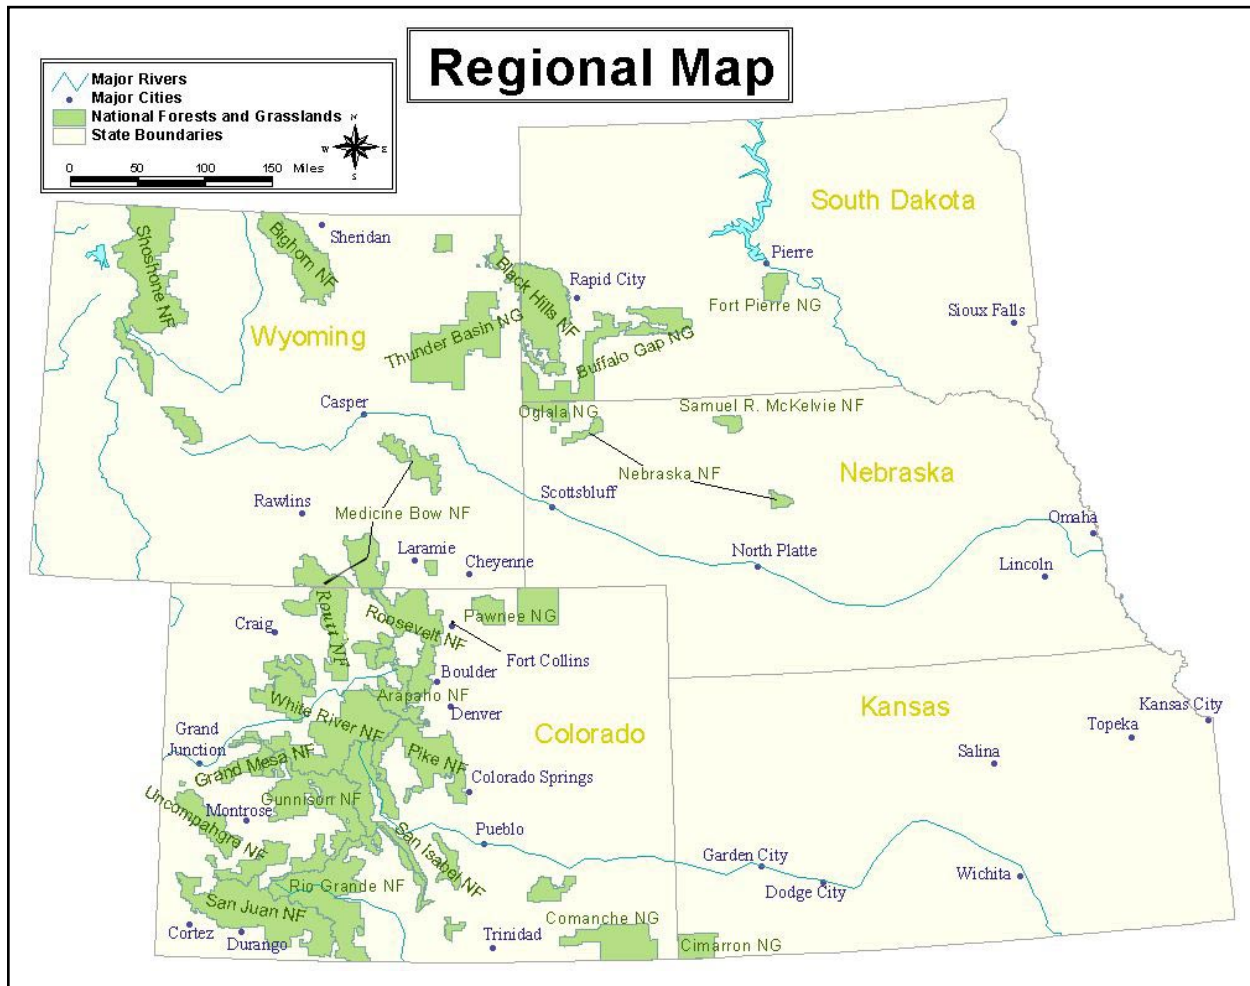 Regional Map
Major Rivers
Major Cities
National Forests and Grasslands
State Boundaries
N
W E
S
0 50 100 150 Miles
South Dakota
Shoshone NF
Bighorn NF
Sheridan
Pierre
Black Hills NF
Rapid City
Fort Pierre NG
Sioux Falls
Wyoming
Thunder Basin NG
Buffalo Gap NG
Casper
Oglala NG
Samuel R. McKelvie NF
Nebraska NF
Nebraska
Rawlins
Medicine Bow NF
Scottsbluff
Omaha
Laramie
Cheyenne
North Platte
Lincoln
Craig
Routt NF
Roosevelt NF
Pawnee NG
Fort Collins
Boulder
Arapaho NF
White River NF
Denver
Kansas
Kansas City
Topeka
Grand
Junction
Colorado
Salina
Grand Mesa NF
Pike NF
Colorado Springs
Gunnison NF
Uncompahgre NF
Montrose
San Isabel NF
Pueblo
Garden City
Dodge City
Wichita
Rio Grande NF
San Juan NF
Comanche NG
Cortez
Durango
Trinidad
Cimarron NG